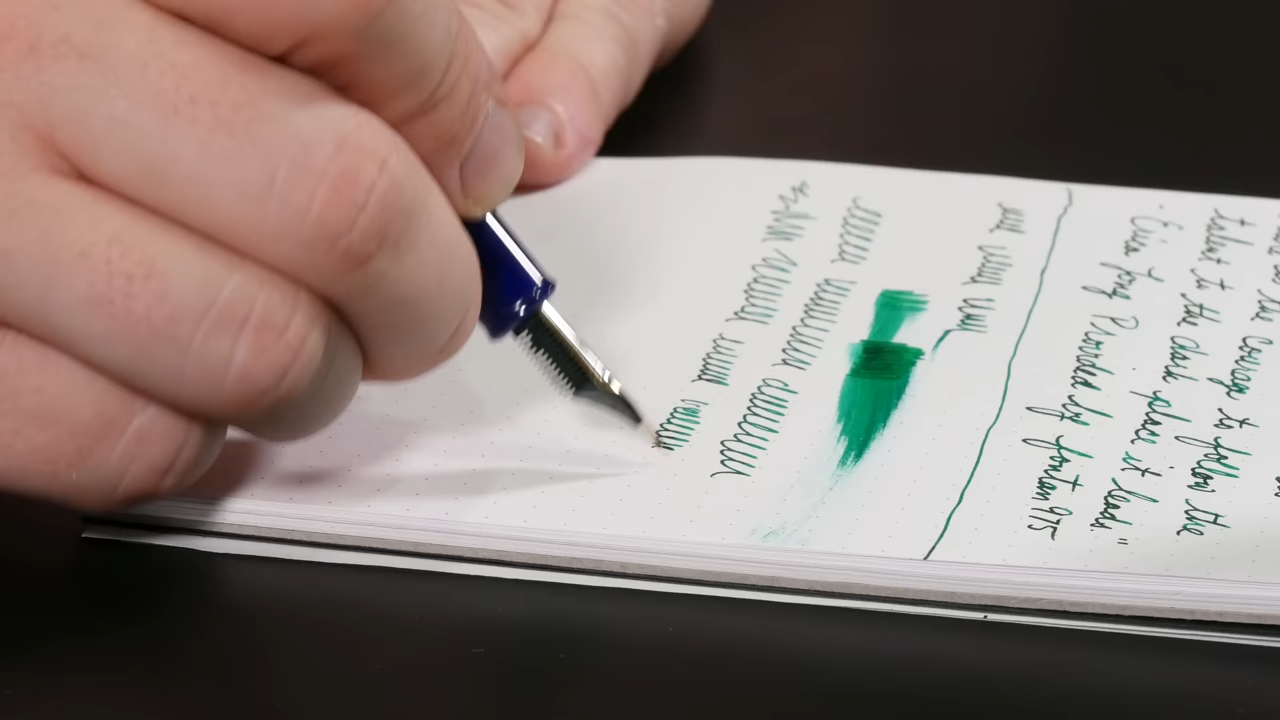 the courage to follow the
talent to the dark place it leads"
- Erica Jong Provided by